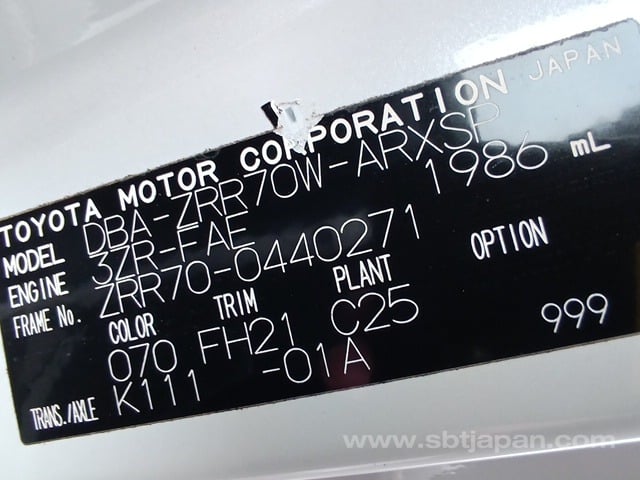 TOYOTA MOTOR CORPORATION JAPAN
MODEL DBA-ZRR70W-ARXSP
ENGINE 3ZR-FAE 1986 mL
FRAME No. ZRR70-0440271
COLOR TRIM PLANT OPTION
070 FH21 C25 999
TRANS./AXLE K111 -01A
www.sbtjapan.com